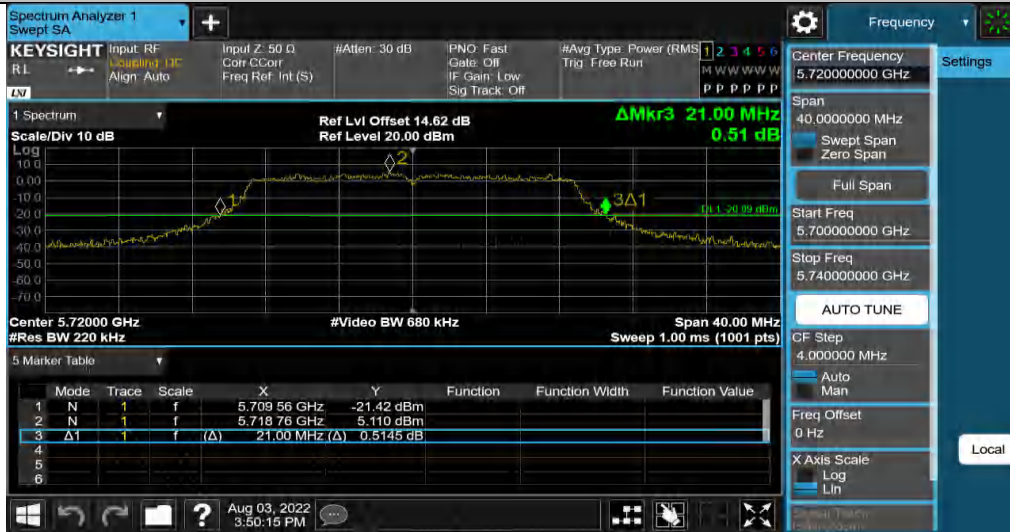 Spectrum Analyzer 1
Swept SA
+
Frequency
KEYSIGHT
RL
LXI
Input: RF
Coupling: DC
Align: Auto
Input Z: 50 Ω
Corr CCorr
Freq Ref: Int (S)
#Atten: 30 dB
PNO: Fast
Gate: Off
IF Gain: Low
Sig Track: Off
#Avg Type: Power (RMS
Trig: Free Run
1 2 3 4 5 6
M W W W W W
P P P P P P
Center Frequency
5.720000000 GHz
Settings
Span
40.0000000 MHz
Swept Span
Zero Span
Full Span
Start Freq
5.700000000 GHz
Stop Freq
5.740000000 GHz
AUTO TUNE
CF Step
4.000000 MHz
Auto
Man
Freq Offset
0 Hz
X Axis Scale
Log
Lin
Local
1 Spectrum
Scale/Div 10 dB
Ref Lvl Offset 14.62 dB
Ref Level 20.00 dBm
ΔMkr3 21.00 MHz
0.51 dB
Log
10.0
0.00
-10.0
-20.0
-30.0
-40.0
-50.0
-60.0
-70.0
1
2
3Δ1
DL1 -20.89 dBm
Center 5.72000 GHz
#Video BW 680 kHz
Span 40.00 MHz
#Res BW 220 kHz
Sweep 1.00 ms (1001 pts)
5 Marker Table
Mode Trace Scale X Y Function Function Width Function Value
1 N 1 f 5.709 56 GHz -21.42 dBm
2 N 1 f 5.718 76 GHz 5.110 dBm
3 Δ1 1 f (Δ) 21.00 MHz (Δ) 0.5145 dB
4
5
6
?
Aug 03, 2022
3:50:15 PM